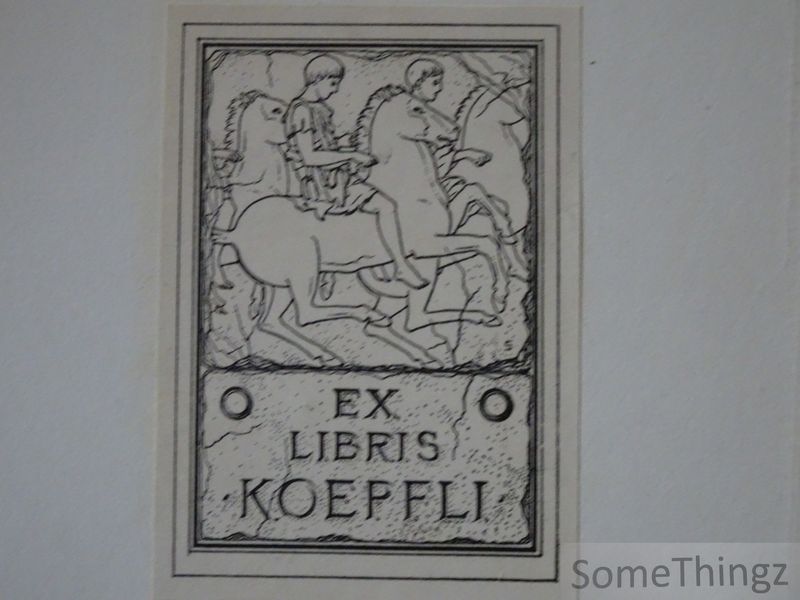 EX
LIBRIS
·KOEPFLI·
SomeThingz